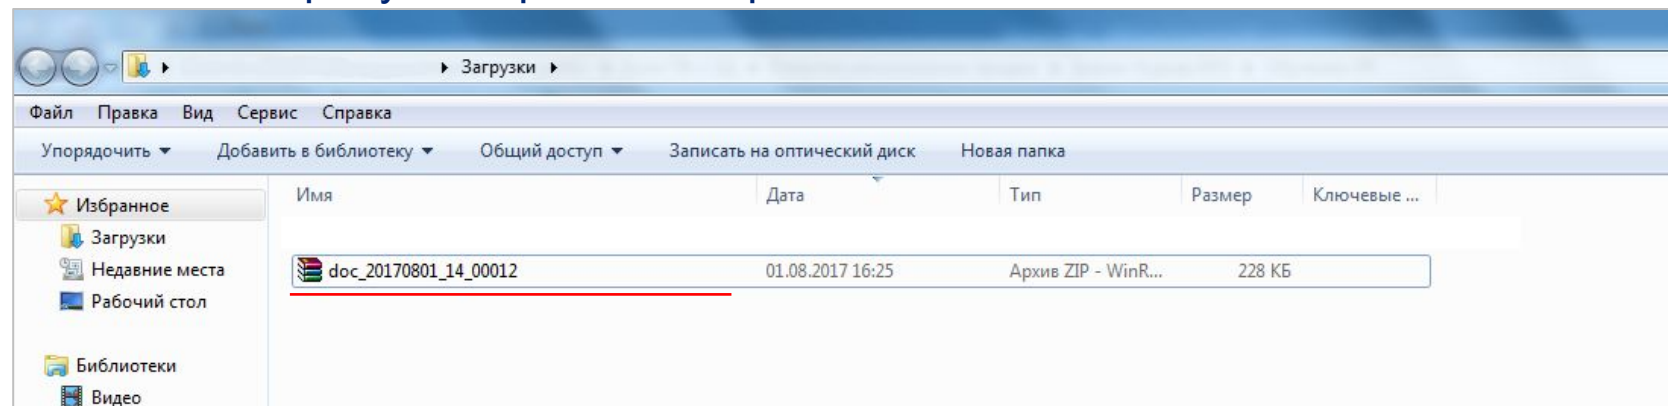 Загрузки
Файл Правка Вид Сервис Справка
Упорядочить Добавить в библиотеку Общий доступ Записать на оптический диск Новая папка
Имя Дата Тип Размер Ключевые ...
Избранное
Загрузки
Недавние места
Рабочий стол
Библиотеки
Видео
doc_20170801_14_00012 01.08.2017 16:25 Архив ZIP - WinR... 228 КБ